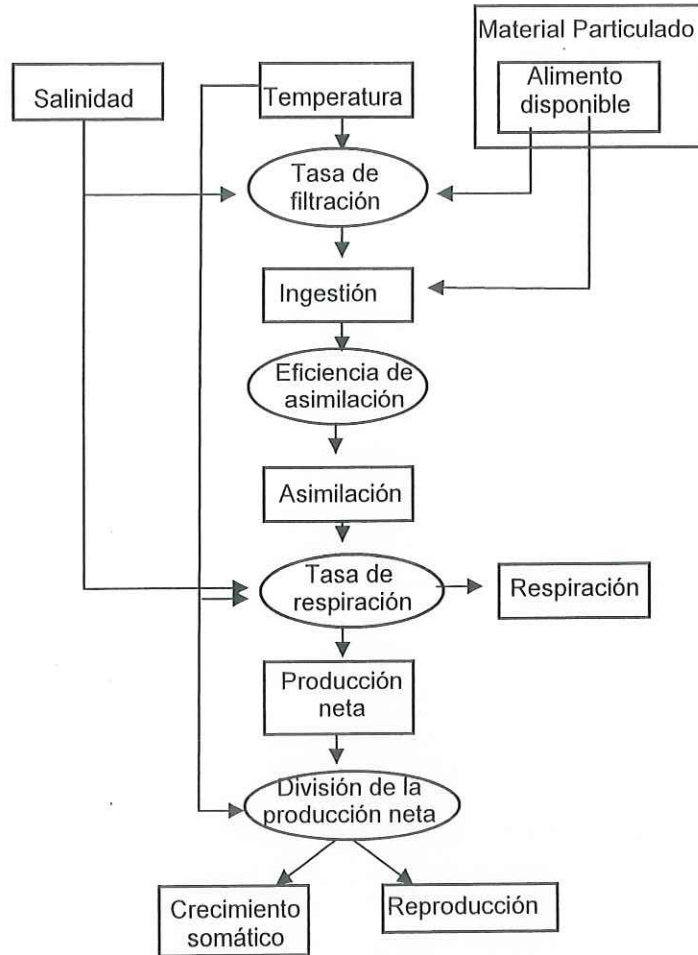 Material Particulado
Alimento
disponible
Salinidad
Temperatura
Tasa de
filtración
Ingestión
Eficiencia de
asimilación
Asimilación
Tasa de
respiración
Respiración
Producción
neta
División de la
producción neta
Crecimiento
somático
Reproducción